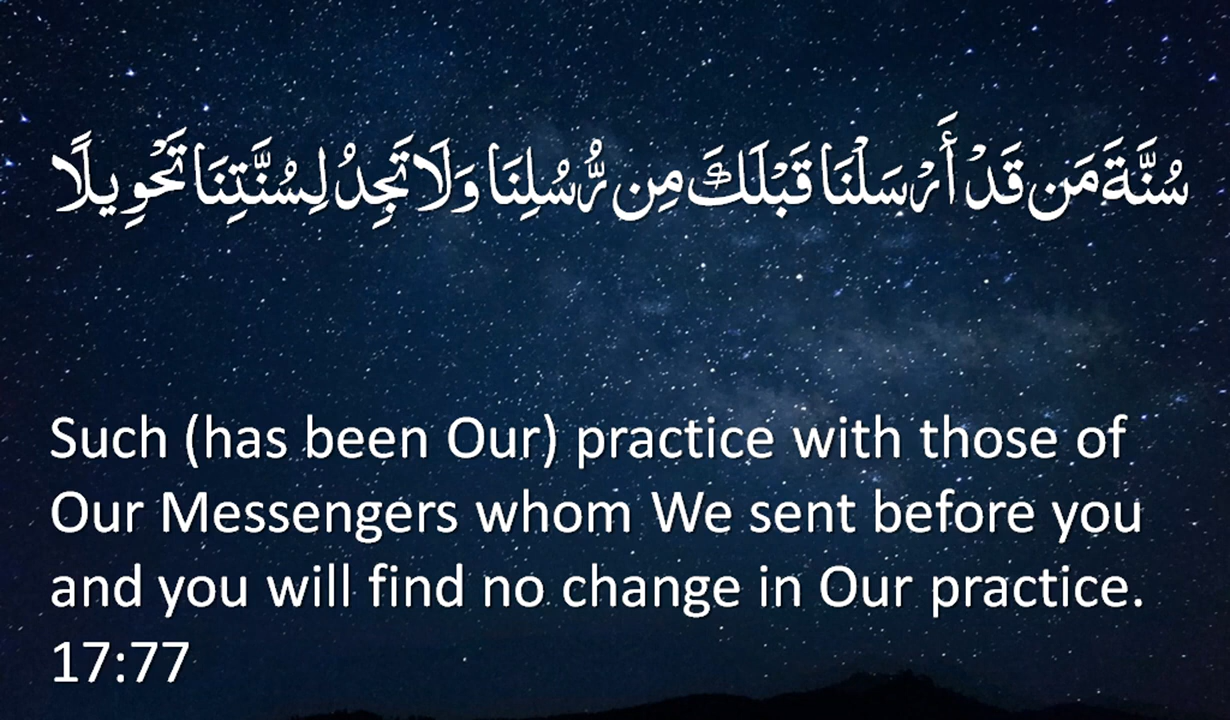 سُنَّةَ مَن قَدْ أَرْسَلْنَا قَبْلَكَ مِن رُّسُلِنَا وَلَا تَجِدُ لِسُنَّتِنَا تَحْوِيلًا
Such (has been Our) practice with those of
Our Messengers whom We sent before you
and you will find no change in Our practice.
17:77